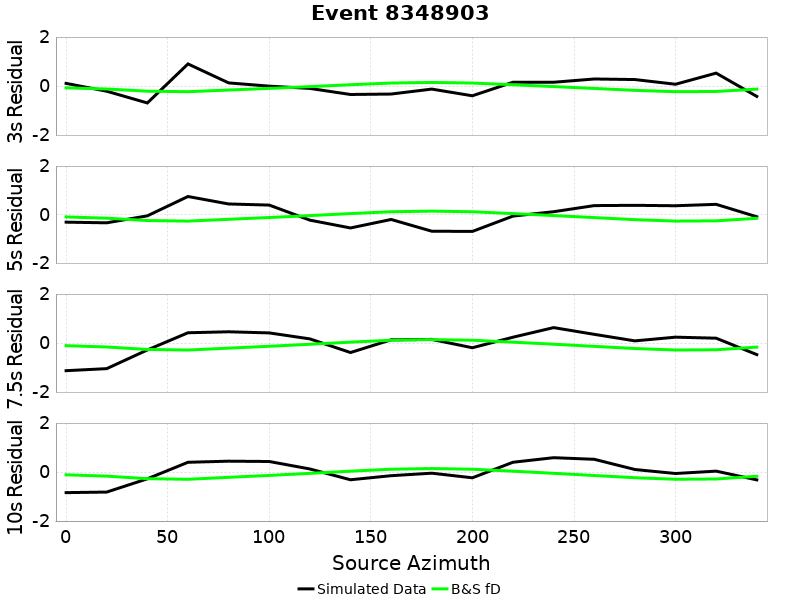 Event 8348903
3s Residual
2
0
-2
5s Residual
2
0
-2
7.5s Residual
2
0
-2
10s Residual
2
0
-2
0 50 100 150 200 250 300
Source Azimuth
Simulated Data B&S fD